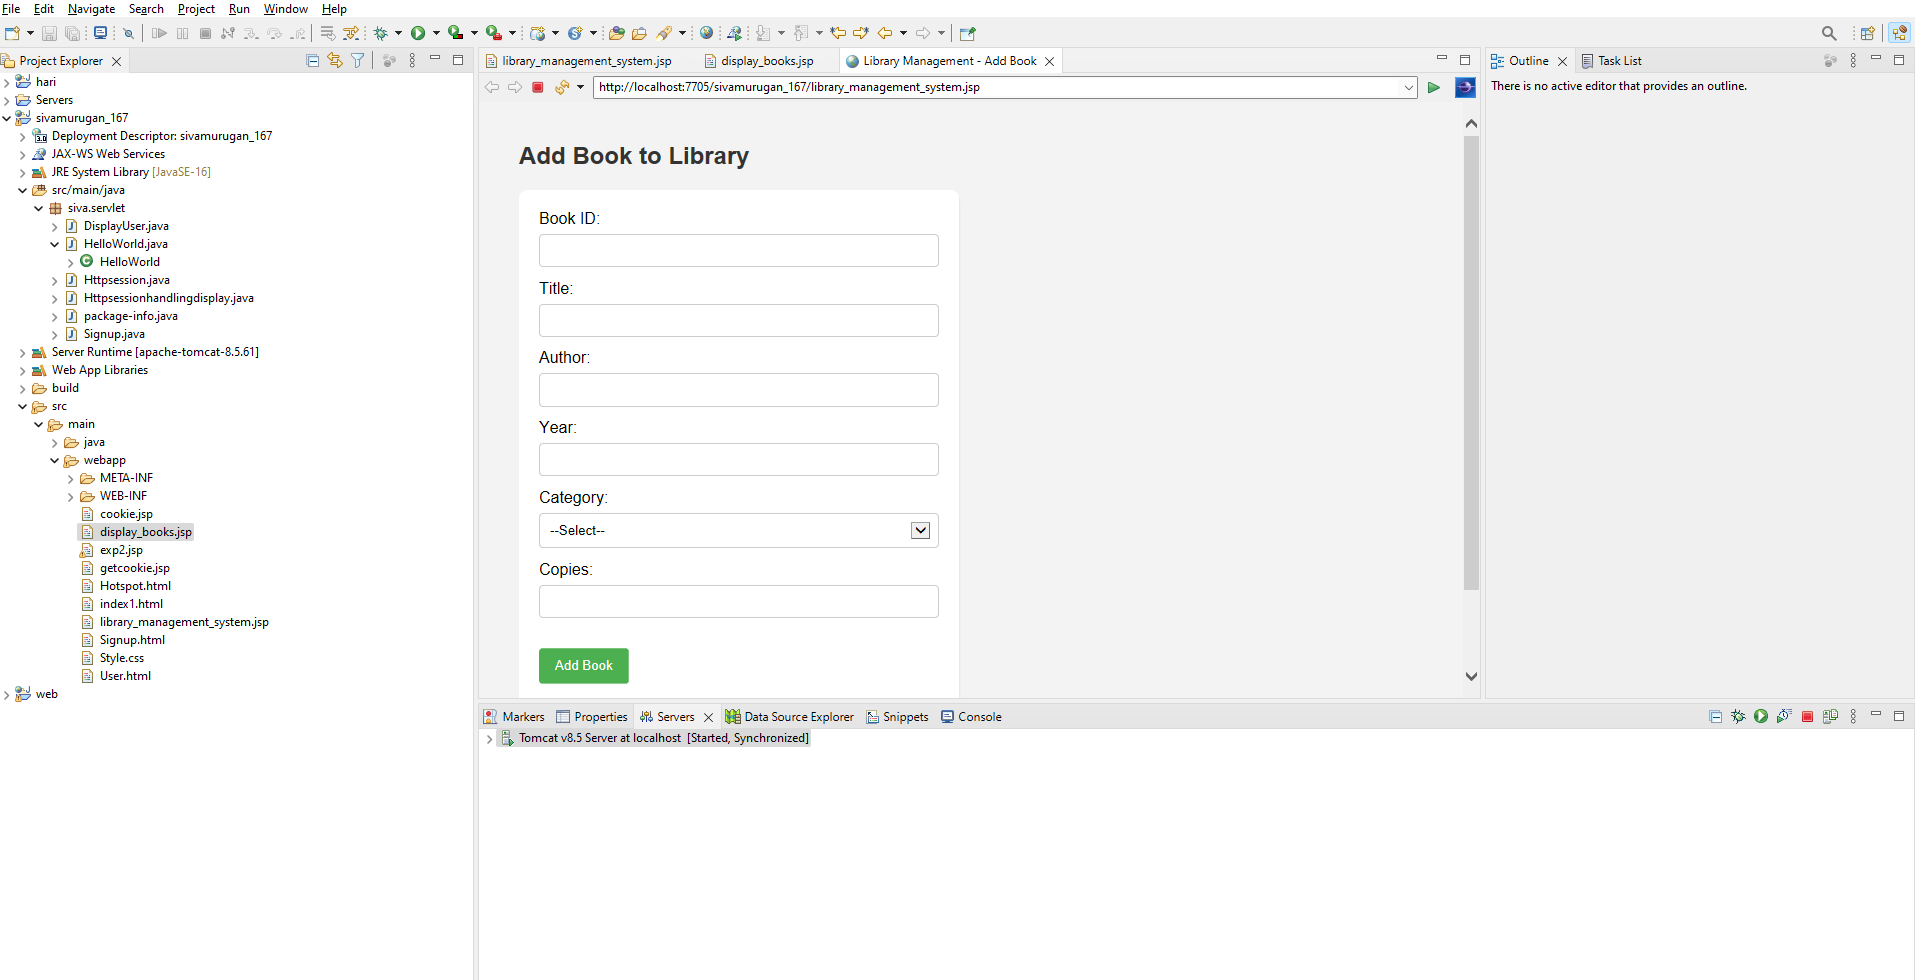 File Edit Navigate Search Project Run Window Help
Project Explorer
hari
Servers
sivamurugan_167
Deployment Descriptor: sivamurugan_167
JAX-WS Web Services
JRE System Library [JavaSE-16]
src/main/java
siva.servlet
DisplayUser.java
HelloWorld.java
HelloWorld
Httpsession.java
Httpsessionhandlingdisplay.java
package-info.java
Signup.java
Server Runtime [apache-tomcat-8.5.61]
Web App Libraries
build
src
main
java
webapp
META-INF
WEB-INF
cookie.jsp
display_books.jsp
exp2.jsp
getcookie.jsp
Hotspot.html
index1.html
library_management_system.jsp
Signup.html
Style.css
User.html
web
library_management_system.jsp display_books.jsp Library Management - Add Book
http://localhost:7705/sivamurugan_167/library_management_system.jsp
Add Book to Library
Book ID:
Title:
Author:
Year:
Category:
--Select--
Copies:
Add Book
Outline Task List
There is no active editor that provides an outline.
Markers Properties Servers Data Source Explorer Snippets Console
Tomcat v8.5 Server at localhost [Started, Synchronized]